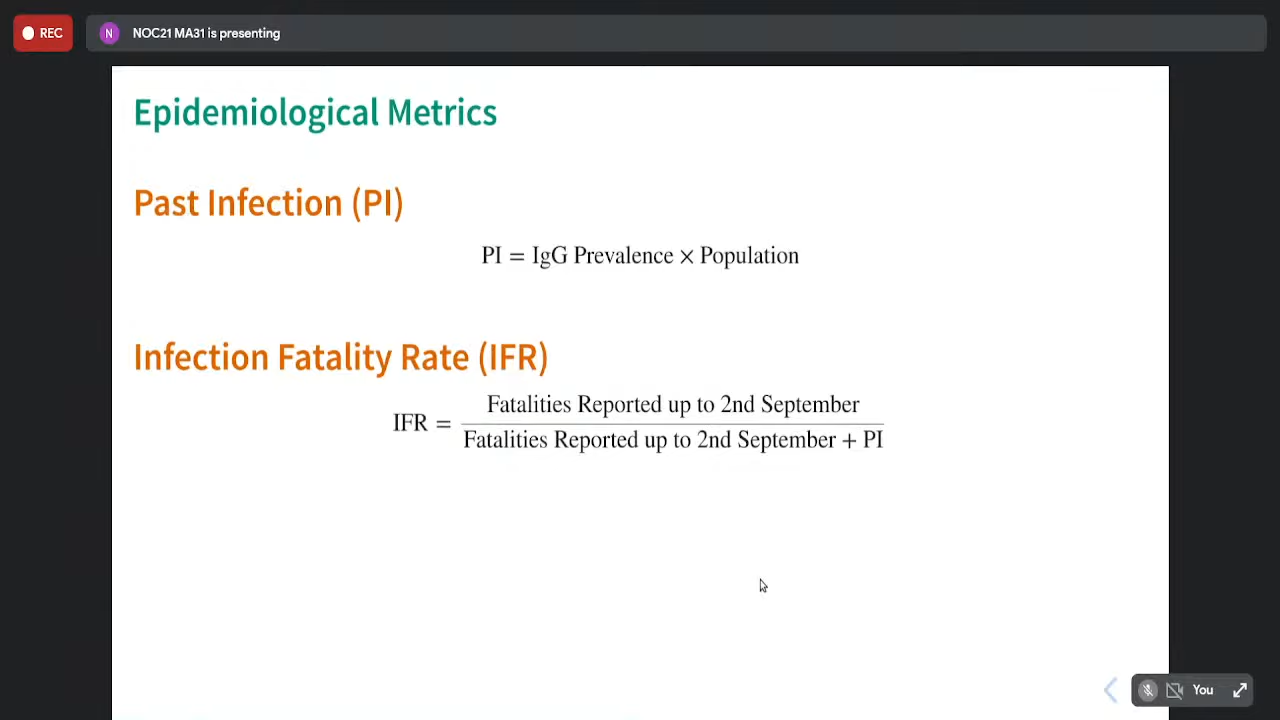 REC
N
NOC21 MA31 is presenting
Epidemiological Metrics
Past Infection (PI)
PI = IgG Prevalence × Population
Infection Fatality Rate (IFR)
IFR = Fatalities Reported up to 2nd September
Fatalities Reported up to 2nd September + PI
You